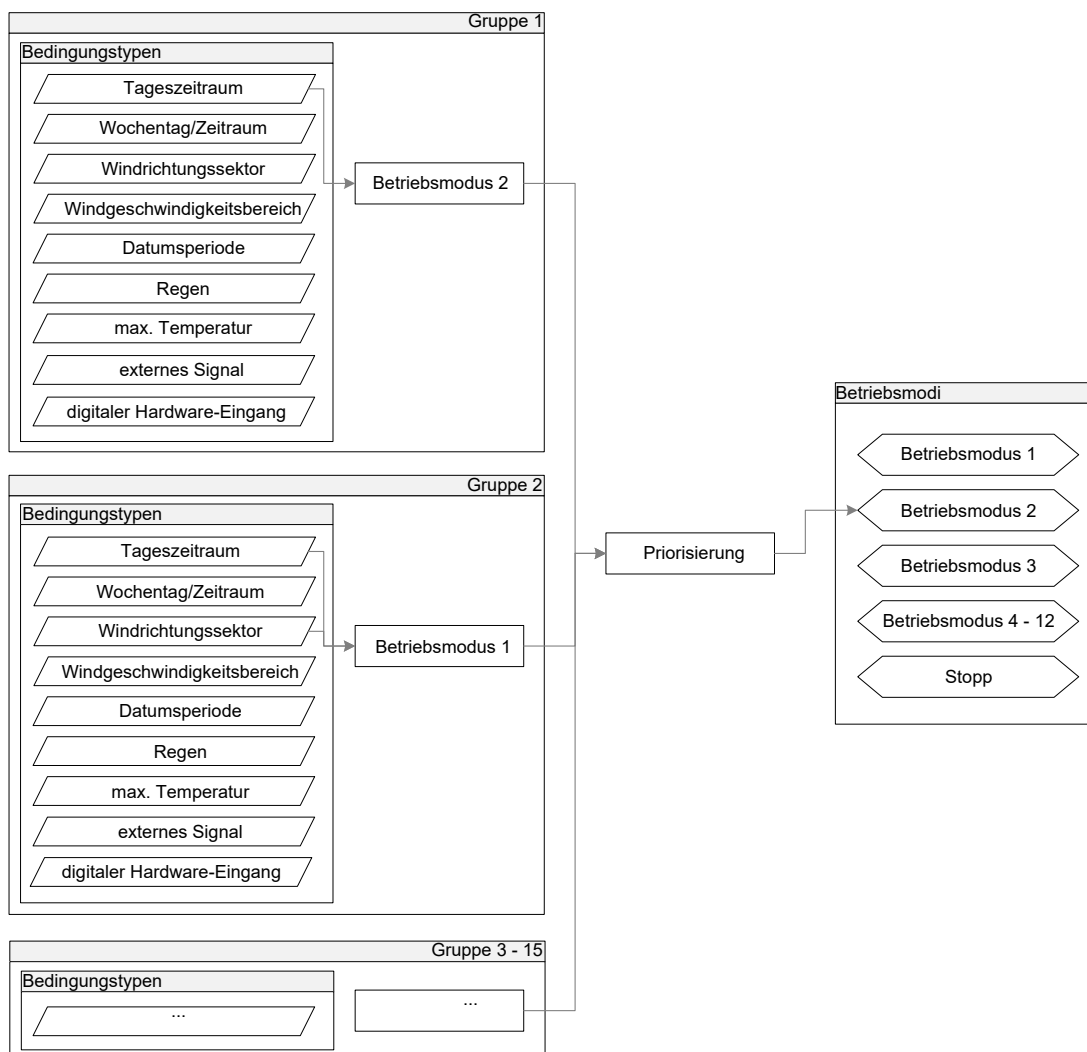 Gruppe 1
Bedingungstypen
Tageszeitraum
Wochentag/Zeitraum
Windrichtungssektor
Windgeschwindigkeitsbereich
Datumsperiode
Regen
max. Temperatur
externes Signal
digitaler Hardware-Eingang
Betriebsmodus 2
Gruppe 2
Bedingungstypen
Tageszeitraum
Wochentag/Zeitraum
Windrichtungssektor
Windgeschwindigkeitsbereich
Datumsperiode
Regen
max. Temperatur
externes Signal
digitaler Hardware-Eingang
Betriebsmodus 1
Gruppe 3 - 15
Bedingungstypen
...
...
Priorisierung
Betriebsmodi
Betriebsmodus 1
Betriebsmodus 2
Betriebsmodus 3
Betriebsmodus 4 - 12
Stopp